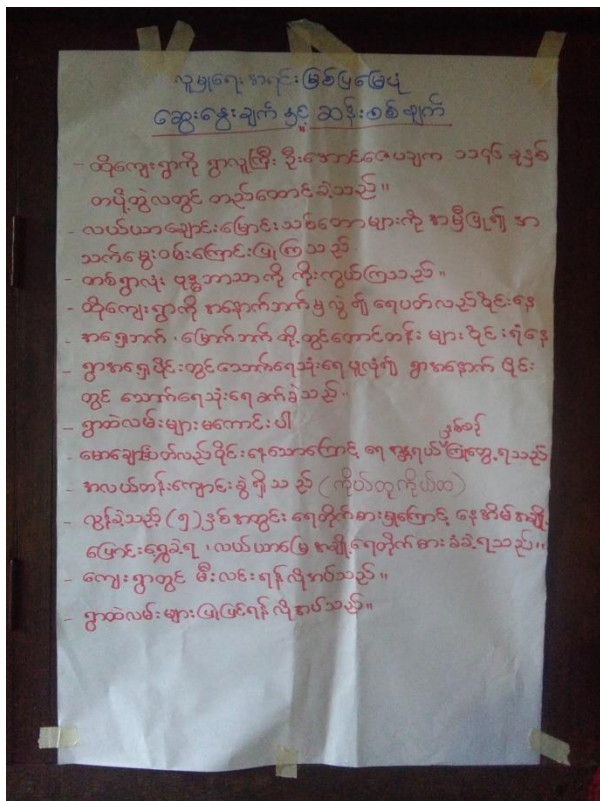 လူမှုရေးအရင်းအမြစ်ပြမြေပုံ
ဆွေးနွေးချက် နှင့် ဆန်းစစ်ချက်
- ထိုကျေးရွာကို ရွာလူကြီး ဦးအောင်ဝေပချက ၁၁၄၆ ခုနှစ်
တပို့တွဲလတွင် တည်ထောင်ခဲ့သည်။
- လယ်ယာချောင်းမြောင်းသစ်တောများကို အမှီပြု၍ အ
သက်မွေးဝမ်းကြောင်းပြုကြသည်
- တစ်ရွာလုံး ဗုဒ္ဓဘာသာကို ကိုးကွယ်ကြသည်။
- ထိုကျေးရွာကို အနောက်ဘက်မှလွဲ၍ ရေပတ်လည်ဝိုင်းနေ
- အရှေ့ဘက်၊ မြောက်ဘက် တို့တွင်တောင်တန်း များ ဝိုင်းရံနေ
- ရွာအရှေ့ပိုင်းတွင်သောက်ရေသုံးရေ ပူလုံ၍ ရွာအနောက် ပိုင်း
တွင် သောက်ရေသုံးရေခက်ခဲသည်။
- ရွာထဲလမ်းများမကောင်းပါ
- ချောင်းပတ်လည်ဝိုင်းနေသောကြောင့် ရေအန္တရယ် နှစ်စဉ် ကြုံတွေ့ရသည်
- အလယ်တန်းကျောင်းခွဲရှိသည် (ကိုယ်ထူကိုယ်ထ)
- လွန်ခဲ့သည့် (၅) နှစ်အတွင်း ရေတိုက်စားမှုကြောင့် နေအိမ်အချို့
ပြောင်းရွှေ့ခဲ့ရ၊ လယ်ယာမြေအချို့ရေတိုက်စားခံခဲ့ရသည်။
- ကျေးရွာတွင် မီးလင်းရန်လိုအပ်သည်။
- ရွာထဲလမ်းများပြုပြင်ရန်လိုအပ်သည်။